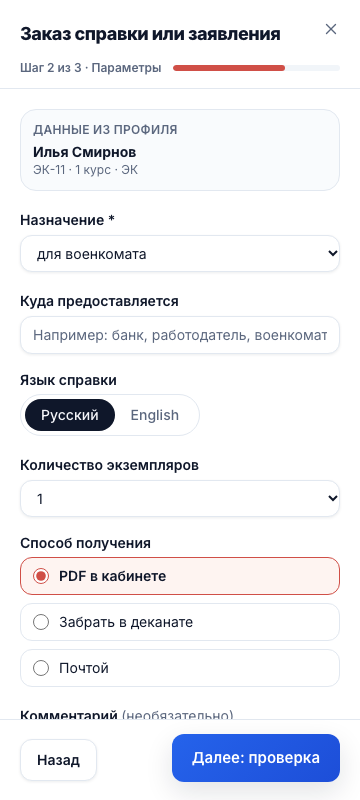 Заказ справки или заявления
Шаг 2 из 3 · Параметры
ДАННЫЕ ИЗ ПРОФИЛЯ
Илья Смирнов
ЭК-11 · 1 курс · ЭК
Назначение *
для военкомата
Куда предоставляется
Например: банк, работодатель, военкомат
Язык справки
Русский English
Количество экземпляров
1
Способ получения
PDF в кабинете
Забрать в деканате
Почтой
Комментарий (необязательно)
Назад Далее: проверка